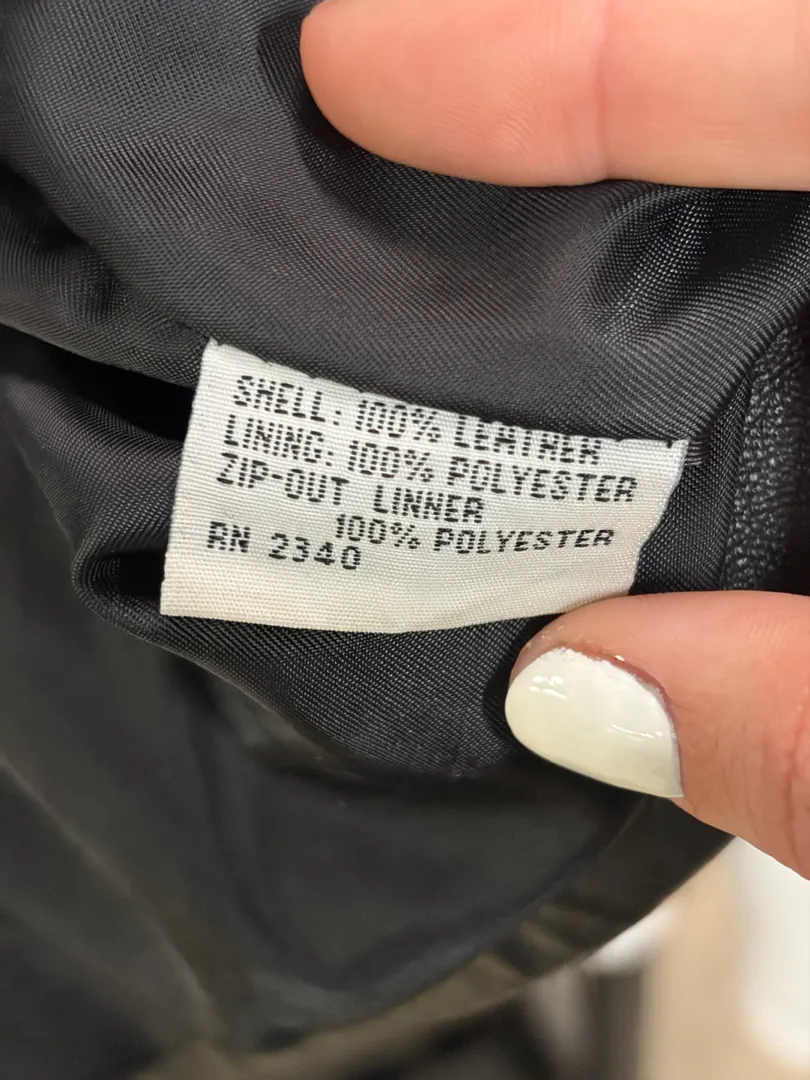 SHELL: 100% LEATHER
LINING: 100% POLYESTER
ZIP-OUT LINNER
100% POLYESTER
RN 2340